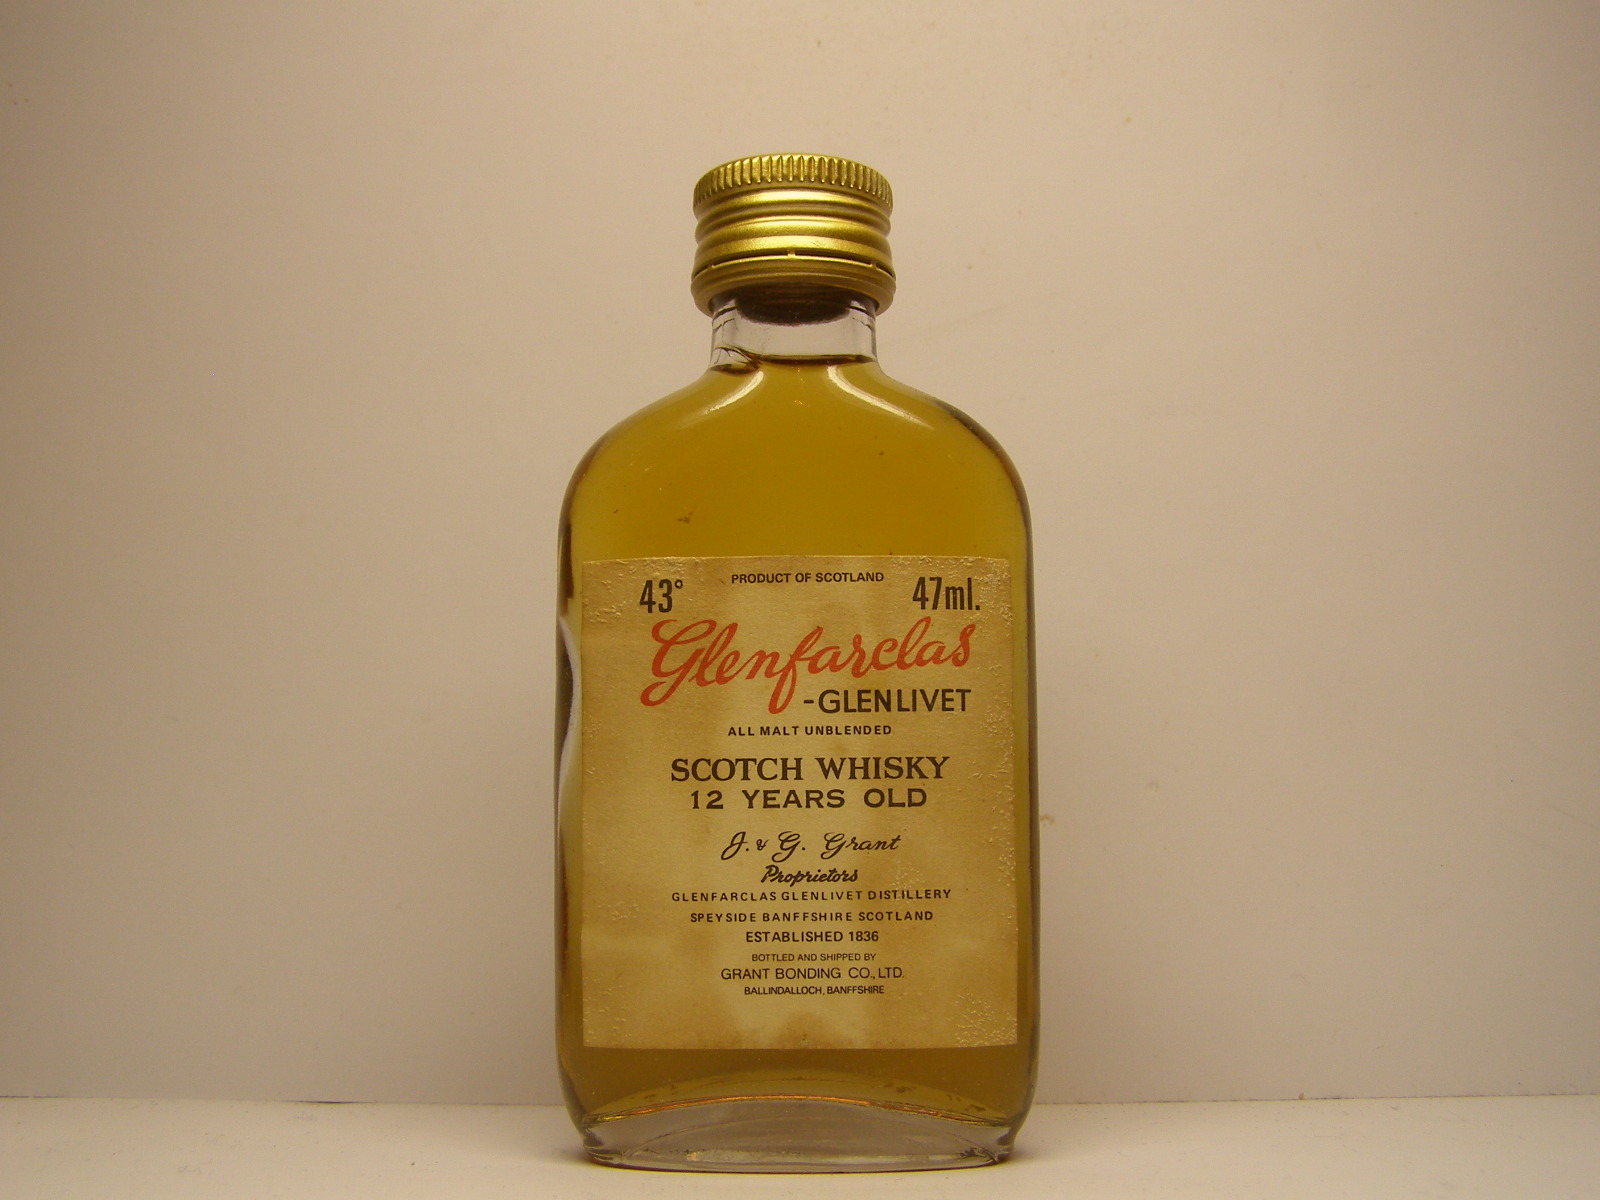 43° PRODUCT OF SCOTLAND 47ml.
Glenfarclas
-GLENLIVET
ALL MALT UNBLENDED
SCOTCH WHISKY
12 YEARS OLD
J. & G. Grant
Proprietors
GLENFARCLAS GLENLIVET DISTILLERY
SPEYSIDE BANFFSHIRE SCOTLAND
ESTABLISHED 1836
BOTTLED AND SHIPPED BY
GRANT BONDING CO., LTD.
BALLINDALLOCH, BANFFSHIRE